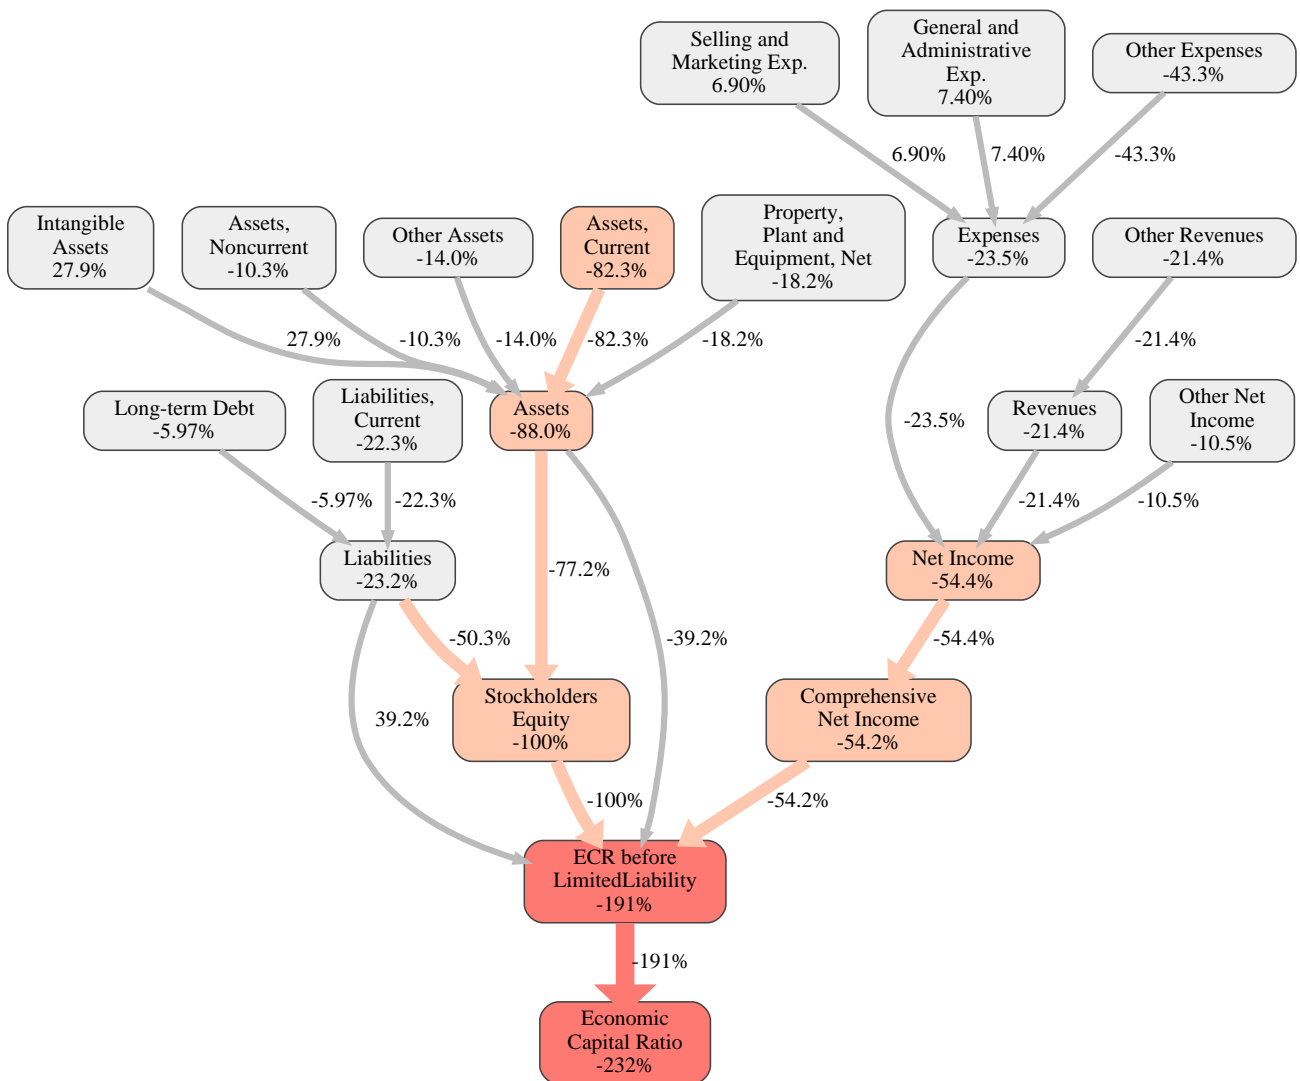 Selling and
Marketing Exp.
6.90%
General and
Administrative
Exp.
7.40%
Other Expenses
-43.3%
6.90%
7.40%
-43.3%
Intangible
Assets
27.9%
Assets,
Noncurrent
-10.3%
Other Assets
-14.0%
Assets,
Current
-82.3%
Property,
Plant and
Equipment, Net
-18.2%
Expenses
-23.5%
Other Revenues
-21.4%
27.9%
-10.3%
-14.0%
-82.3%
-18.2%
-21.4%
Long-term Debt
-5.97%
Liabilities,
Current
-22.3%
Assets
-88.0%
-23.5%
Revenues
-21.4%
Other Net
Income
-10.5%
-5.97%
-22.3%
-21.4%
-10.5%
Liabilities
-23.2%
-77.2%
Net Income
-54.4%
-50.3%
-39.2%
-54.4%
39.2%
Stockholders
Equity
-100%
Comprehensive
Net Income
-54.2%
-100%
-54.2%
ECR before
LimitedLiability
-191%
-191%
Economic
Capital Ratio
-232%